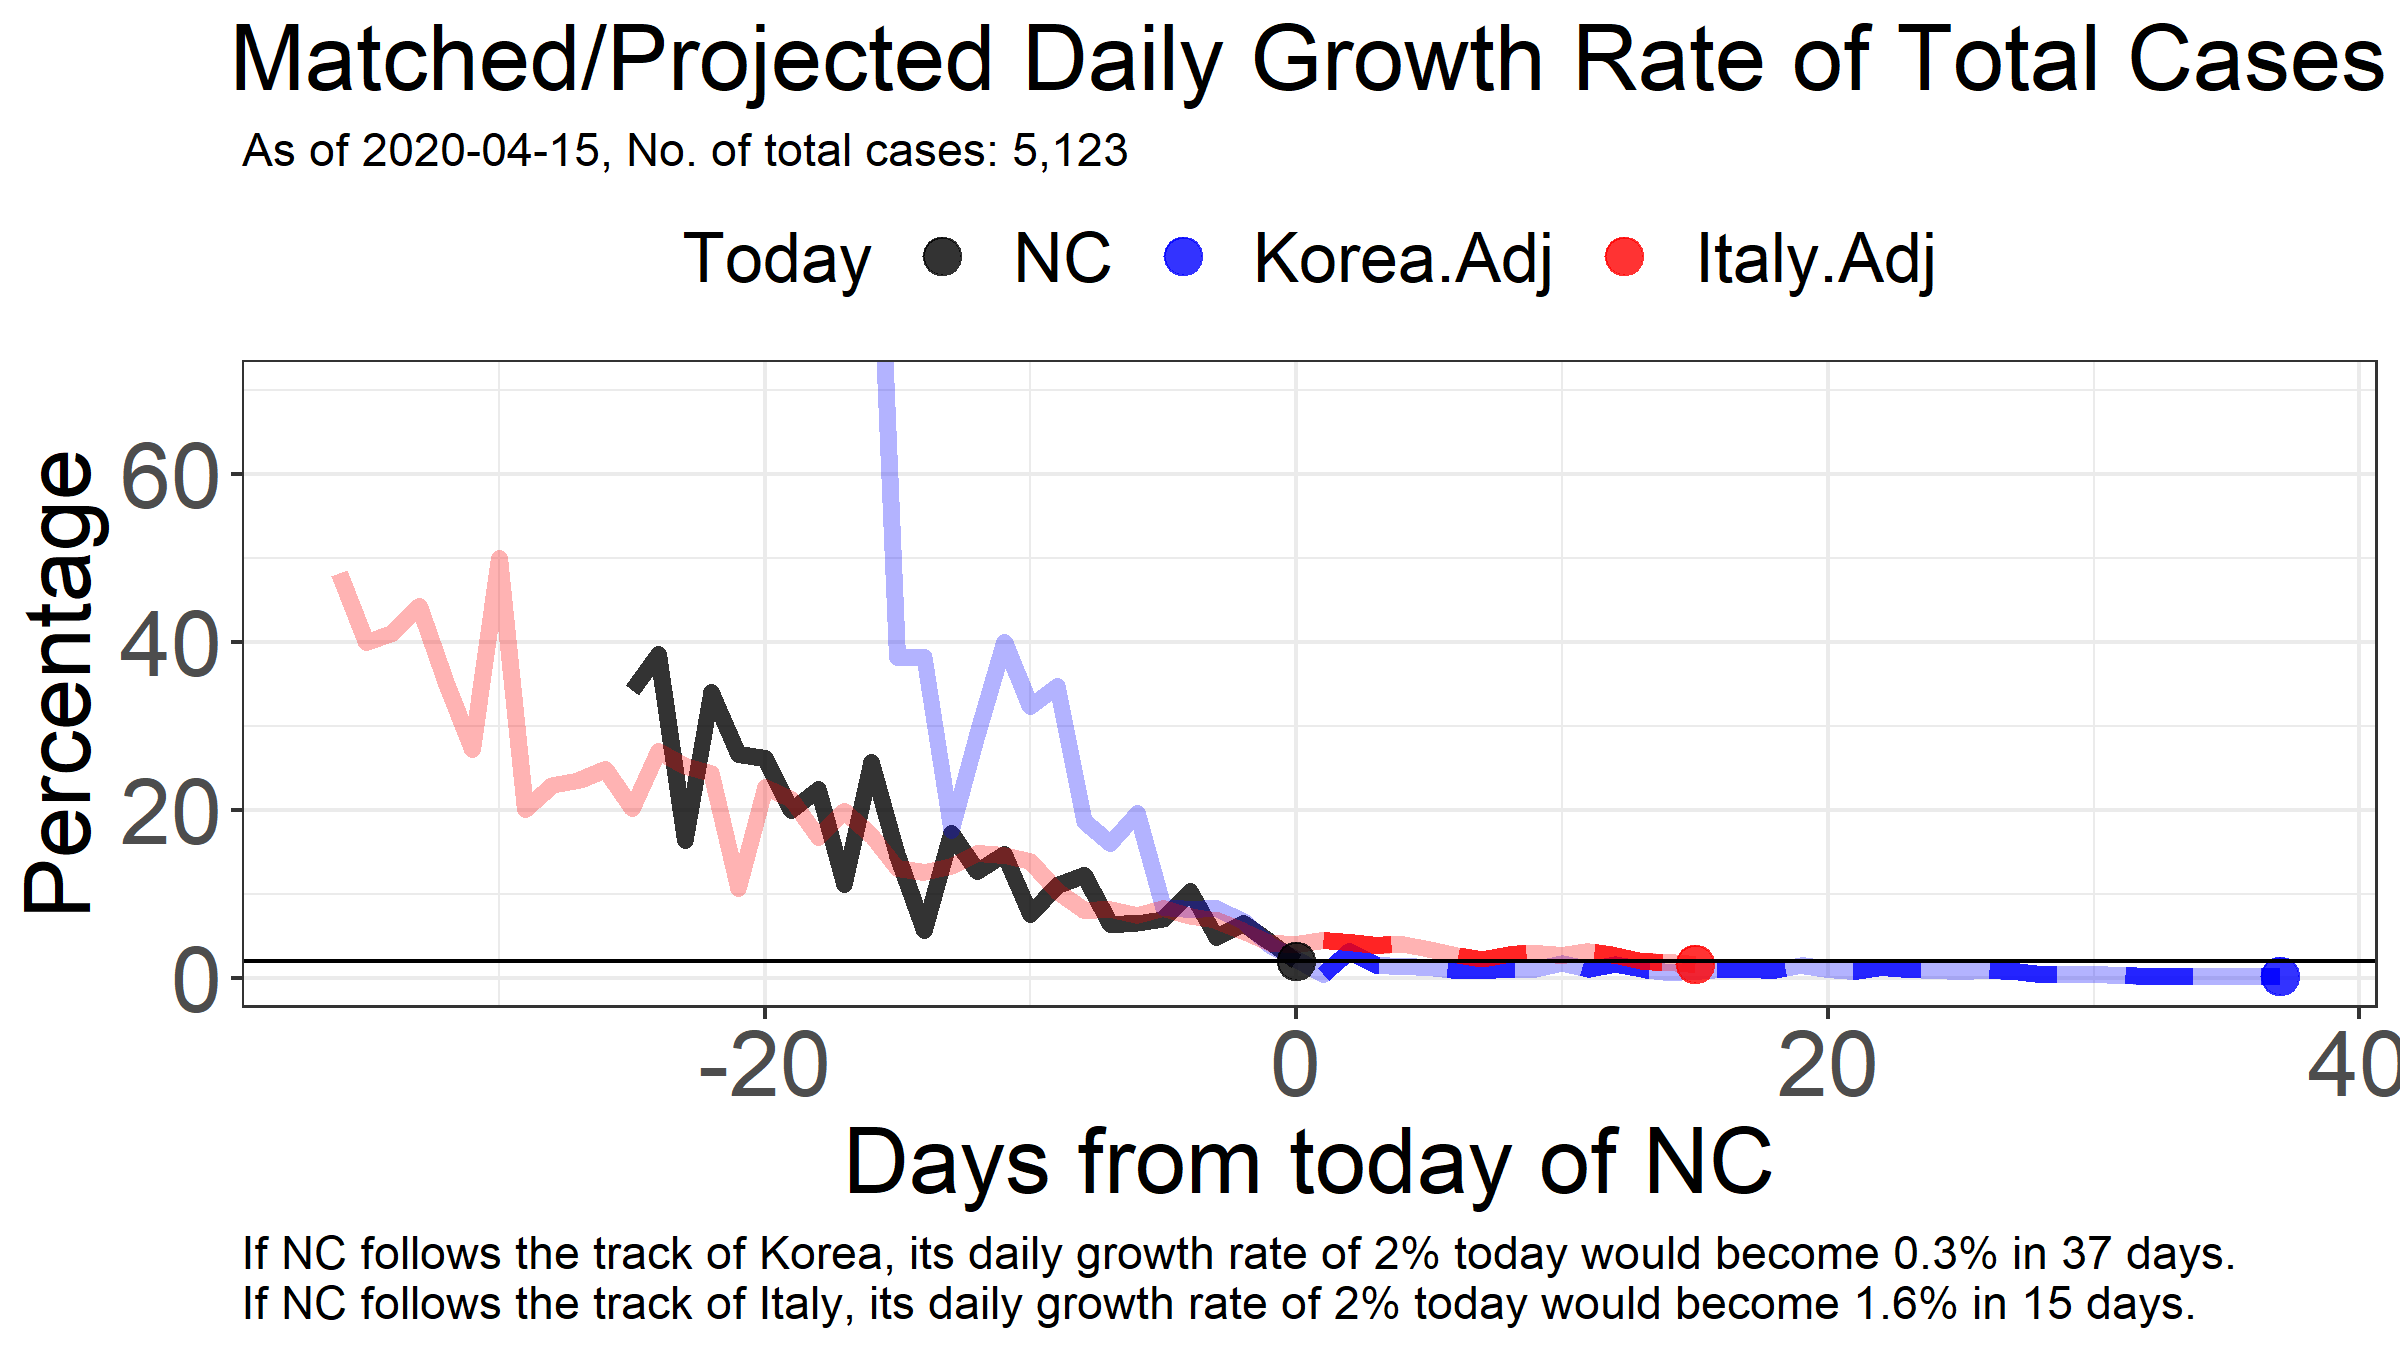 Matched/Projected Daily Growth Rate of Total Cases
As of 2020-04-15, No. of total cases: 5,123
Today NC Korea.Adj Italy.Adj
Percentage
60
40
20
0
-20 0 20 40
Days from today of NC
If NC follows the track of Korea, its daily growth rate of 2% today would become 0.3% in 37 days.
If NC follows the track of Italy, its daily growth rate of 2% today would become 1.6% in 15 days.